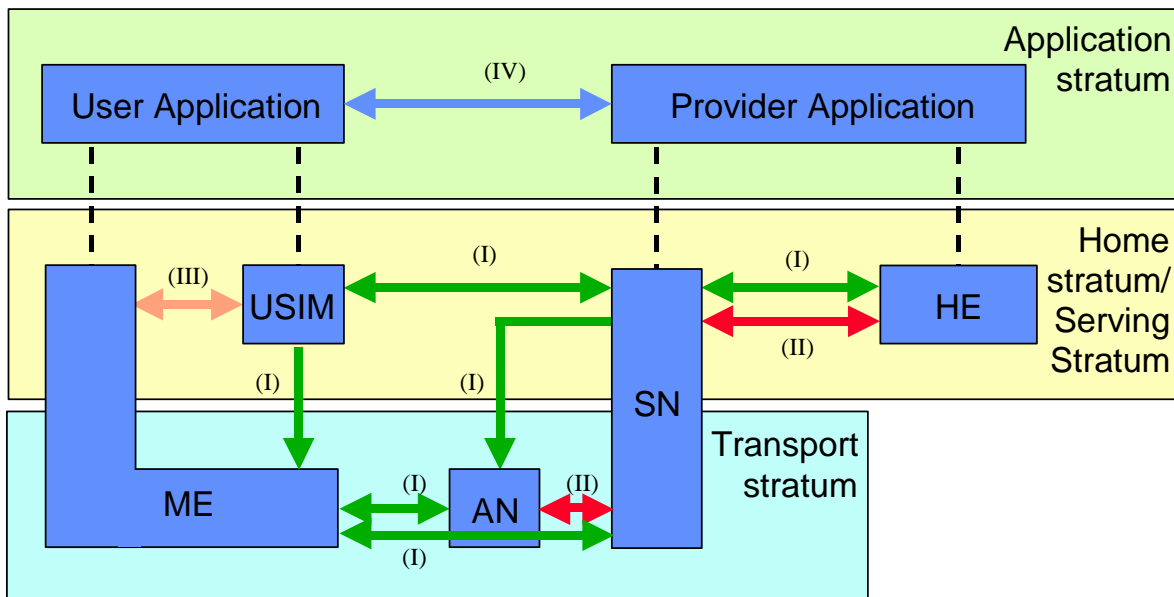 Application
stratum
(IV)
User Application
Provider Application
Home
stratum/
Serving
Stratum
(I)
(I)
(III)
USIM
HE
(II)
(I)
(I)
SN
Transport
stratum
ME
(I)
AN
(II)
(I)